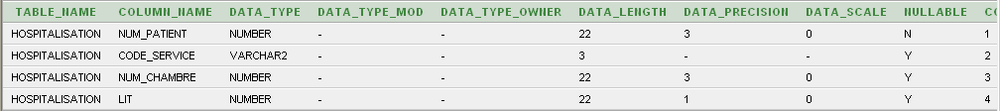 TABLE_NAME COLUMN_NAME DATA_TYPE DATA_TYPE_MOD DATA_TYPE_OWNER DATA_LENGTH DATA_PRECISION DATA_SCALE NULLABLE
HOSPITALISATION NUM_PATIENT NUMBER - - 22 3 0 N 1
HOSPITALISATION CODE_SERVICE VARCHAR2 - - 3 - - Y 2
HOSPITALISATION NUM_CHAMBRE NUMBER - - 22 3 0 Y 3
HOSPITALISATION LIT NUMBER - - 22 1 0 Y 4